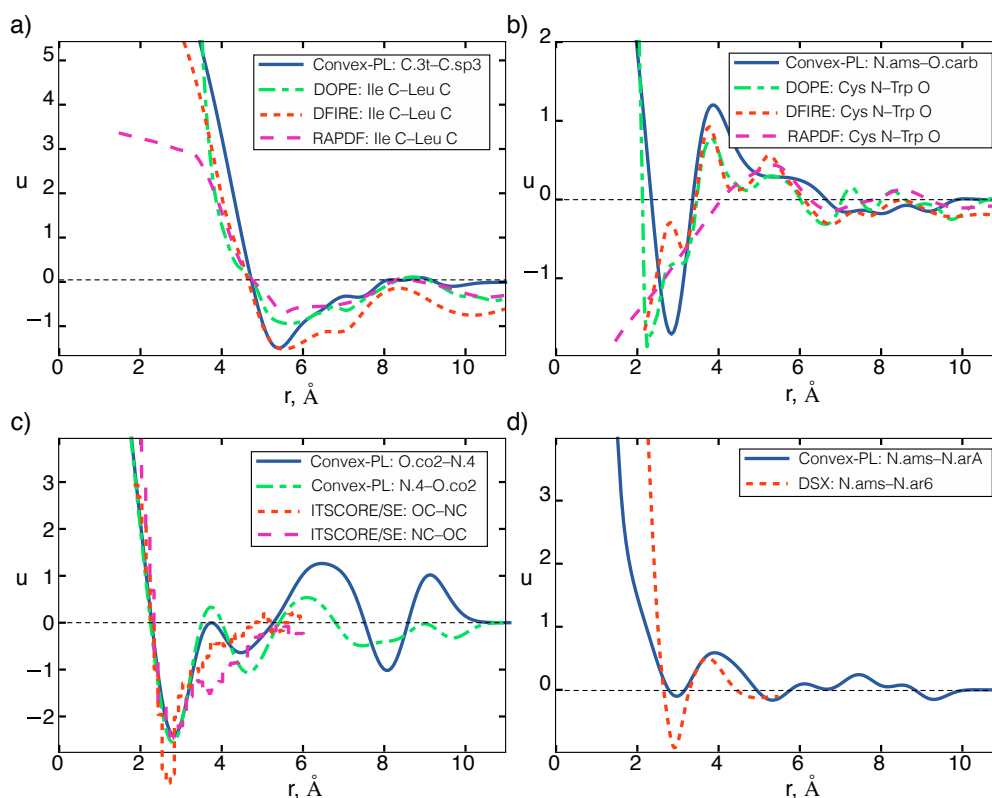 a)
5
4
3
2
1
0
−1
u
0
2
4
6
8
10
r, Å
Convex-PL: C.3t–C.sp3
DOPE: Ile C–Leu C
DFIRE: Ile C–Leu C
RAPDF: Ile C–Leu C
b)
2
1
0
−1
u
0
2
4
6
8
10
r, Å
Convex-PL: N.ams–O.carb
DOPE: Cys N–Trp O
DFIRE: Cys N–Trp O
RAPDF: Cys N–Trp O
c)
3
2
1
0
−1
−2
u
0
2
4
6
8
10
r, Å
Convex-PL: O.co2–N.4
Convex-PL: N.4–O.co2
ITSCORE/SE: OC–NC
ITSCORE/SE: NC–OC
d)
3
2
1
0
−1
u
0
2
4
6
8
10
r, Å
Convex-PL: N.ams–N.arA
DSX: N.ams–N.ar6